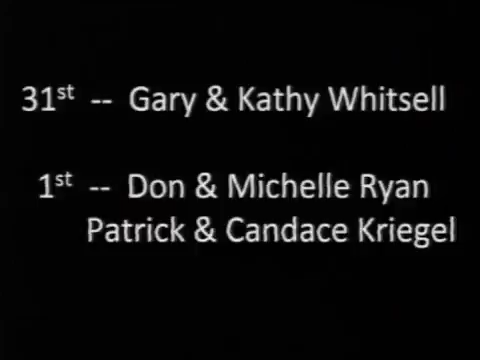 31st -- Gary & Kathy Whitsell
1st -- Don & Michelle Ryan
Patrick & Candace Kriegel